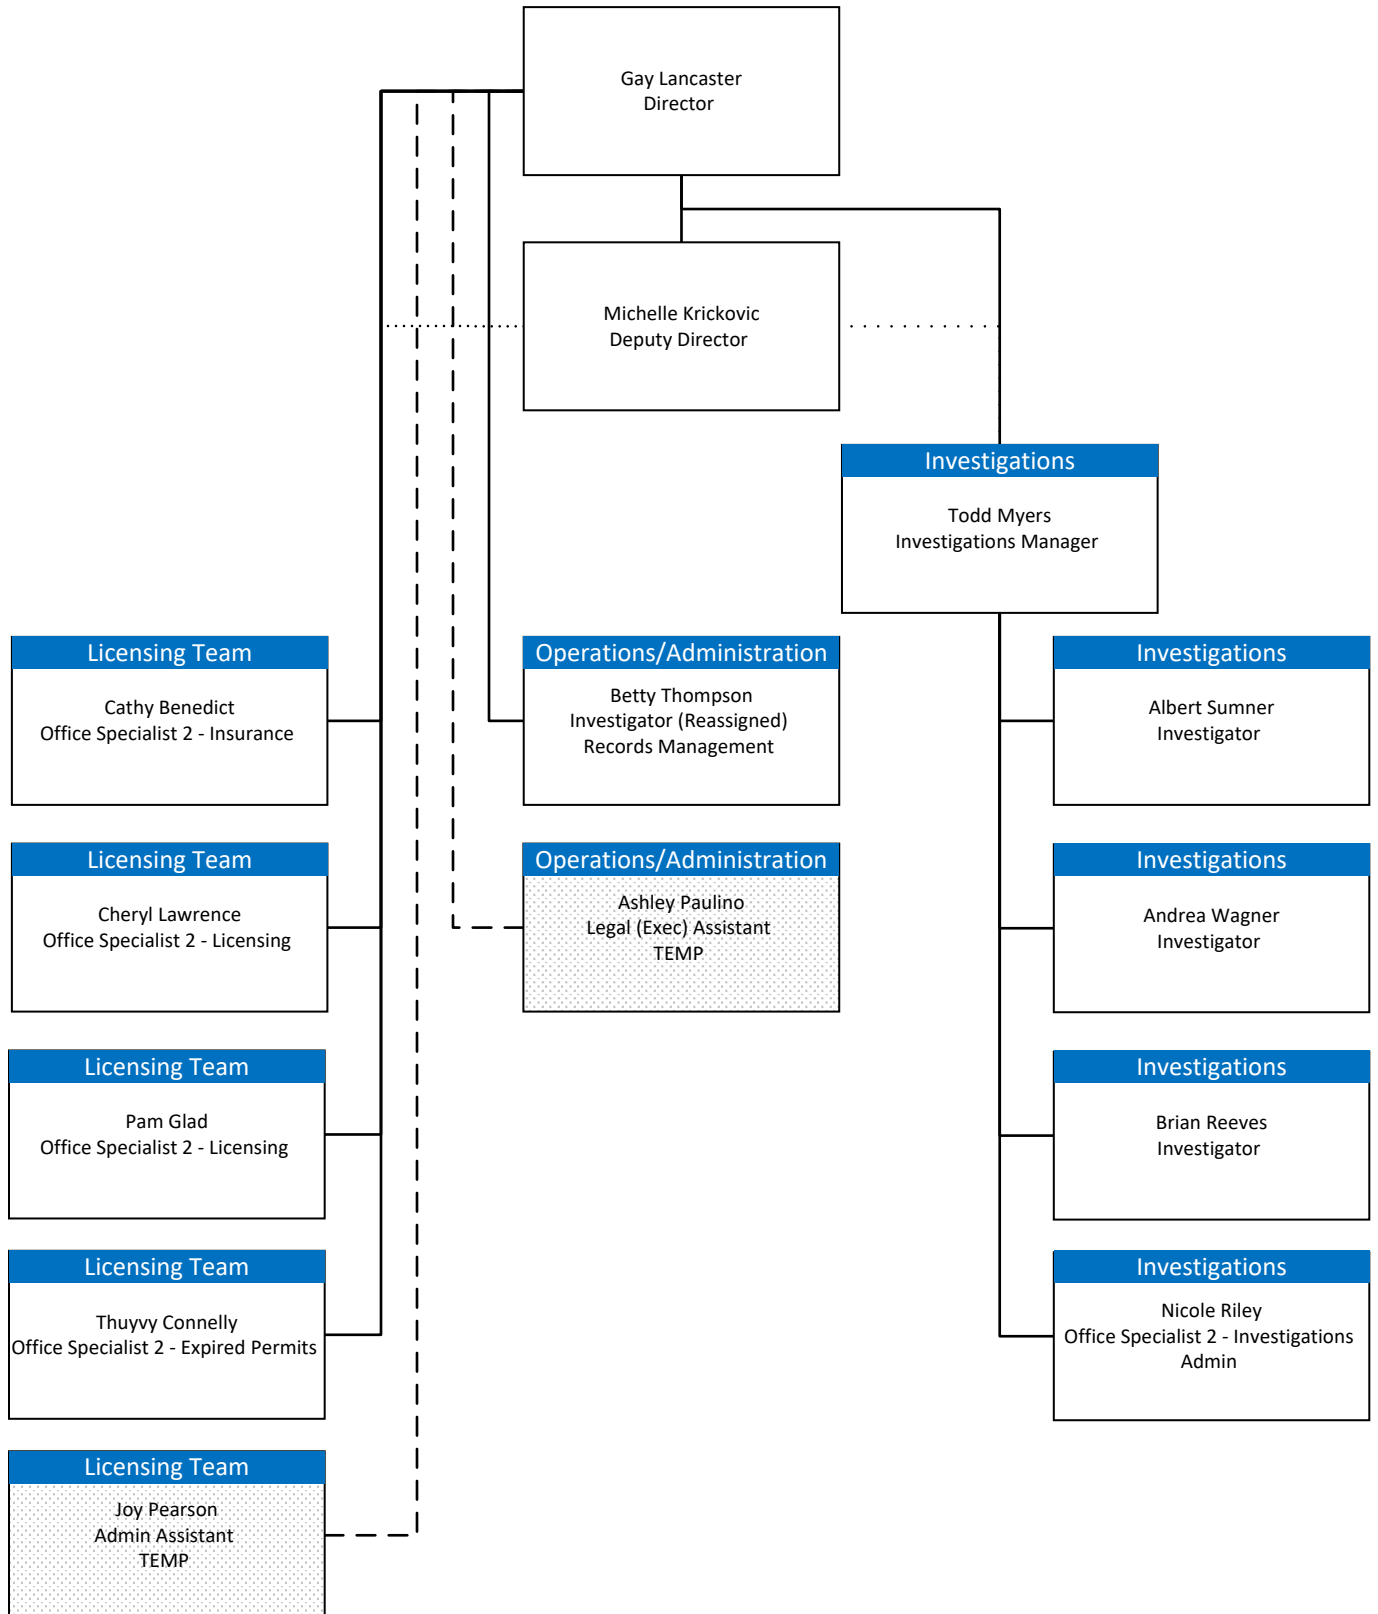 Gay Lancaster
Director
Michelle Krickovic
Deputy Director
Investigations
Todd Myers
Investigations Manager
Licensing Team
Cathy Benedict
Office Specialist 2 - Insurance
Operations/Administration
Betty Thompson
Investigator (Reassigned)
Records Management
Investigations
Albert Sumner
Investigator
Licensing Team
Cheryl Lawrence
Office Specialist 2 - Licensing
Operations/Administration
Ashley Paulino
Legal (Exec) Assistant
TEMP
Investigations
Andrea Wagner
Investigator
Licensing Team
Pam Glad
Office Specialist 2 - Licensing
Investigations
Brian Reeves
Investigator
Licensing Team
Thuyvy Connelly
Office Specialist 2 - Expired Permits
Investigations
Nicole Riley
Office Specialist 2 - Investigations
Admin
Licensing Team
Joy Pearson
Admin Assistant
TEMP